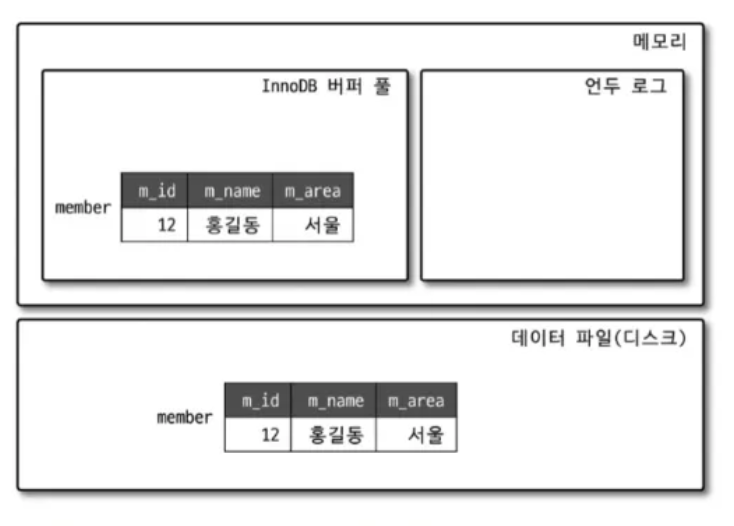 메모리
InnoDB 버퍼 풀
언두 로그
member
m_id m_name m_area
12 홍길동 서울
데이터 파일(디스크)
member
m_id m_name m_area
12 홍길동 서울